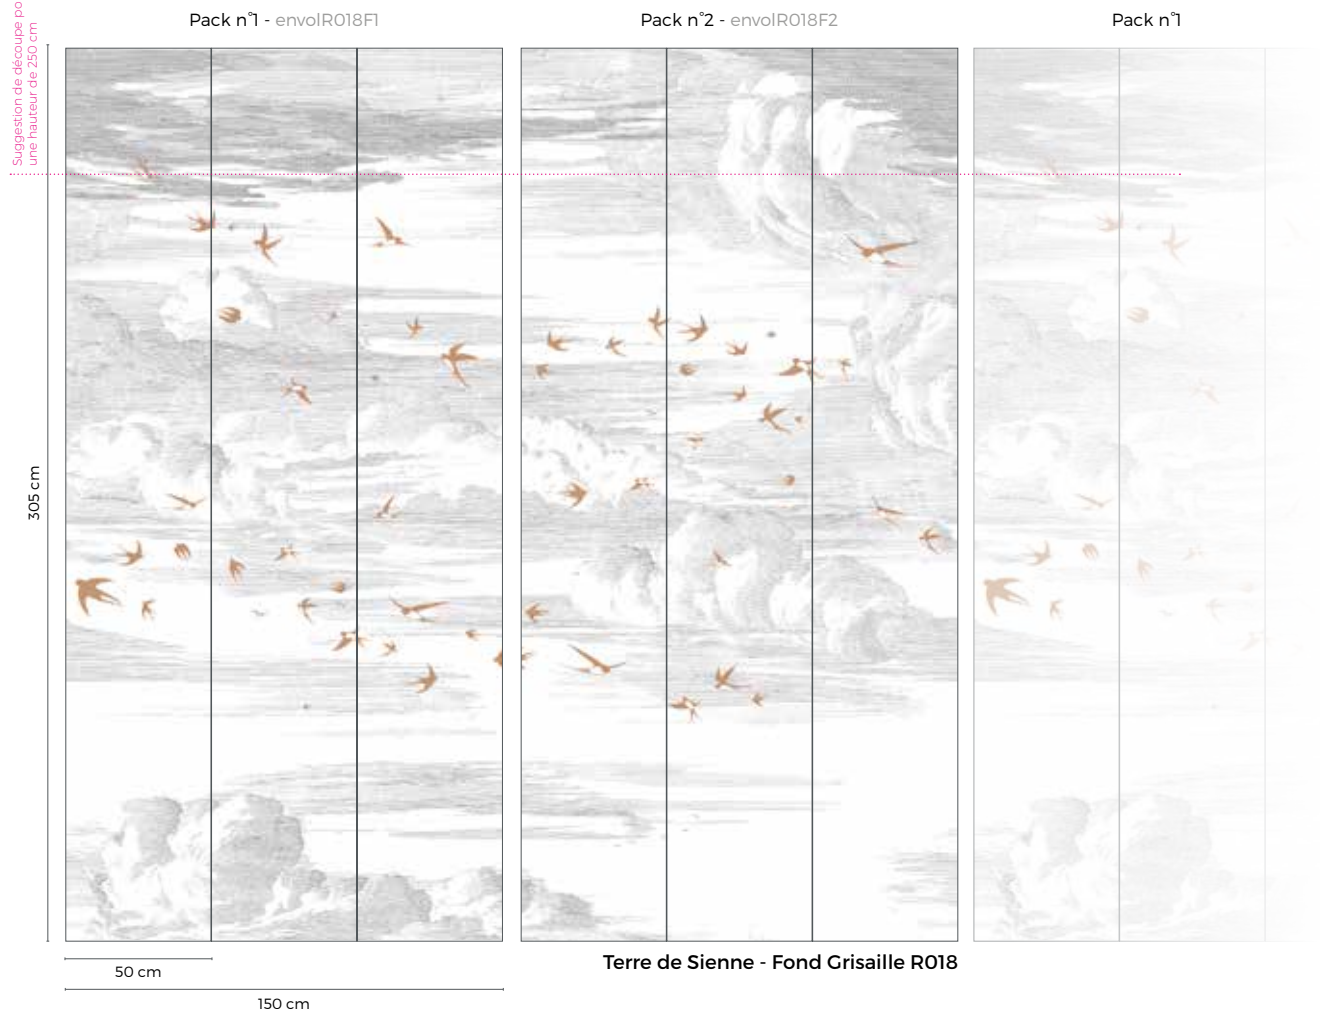 Pack n°1 - envolR018F1
Pack n°2 - envolR018F2
Pack n°1
Suggestion de découpe po
une hauteur de 250 cm
305 cm
50 cm
150 cm
Terre de Sienne - Fond Grisaille R018